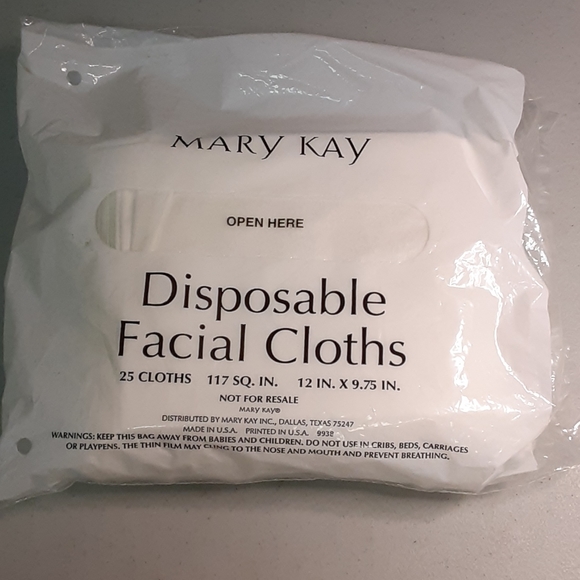 MARY KAY
OPEN HERE
Disposable
Facial Cloths
25 CLOTHS 117 SQ. IN. 12 IN. X 9.75 IN.
NOT FOR RESALE
MARY KAY®
DISTRIBUTED BY MARY KAY INC., DALLAS, TEXAS 75247
MADE IN U.S.A. PRINTED IN U.S.A. 9938
WARNINGS: KEEP THIS BAG AWAY FROM BABIES AND CHILDREN. DO NOT USE IN CRIBS, BEDS, CARRIAGES
OR PLAYPENS. THE THIN FILM MAY CLING TO THE NOSE AND MOUTH AND PREVENT BREATHING.